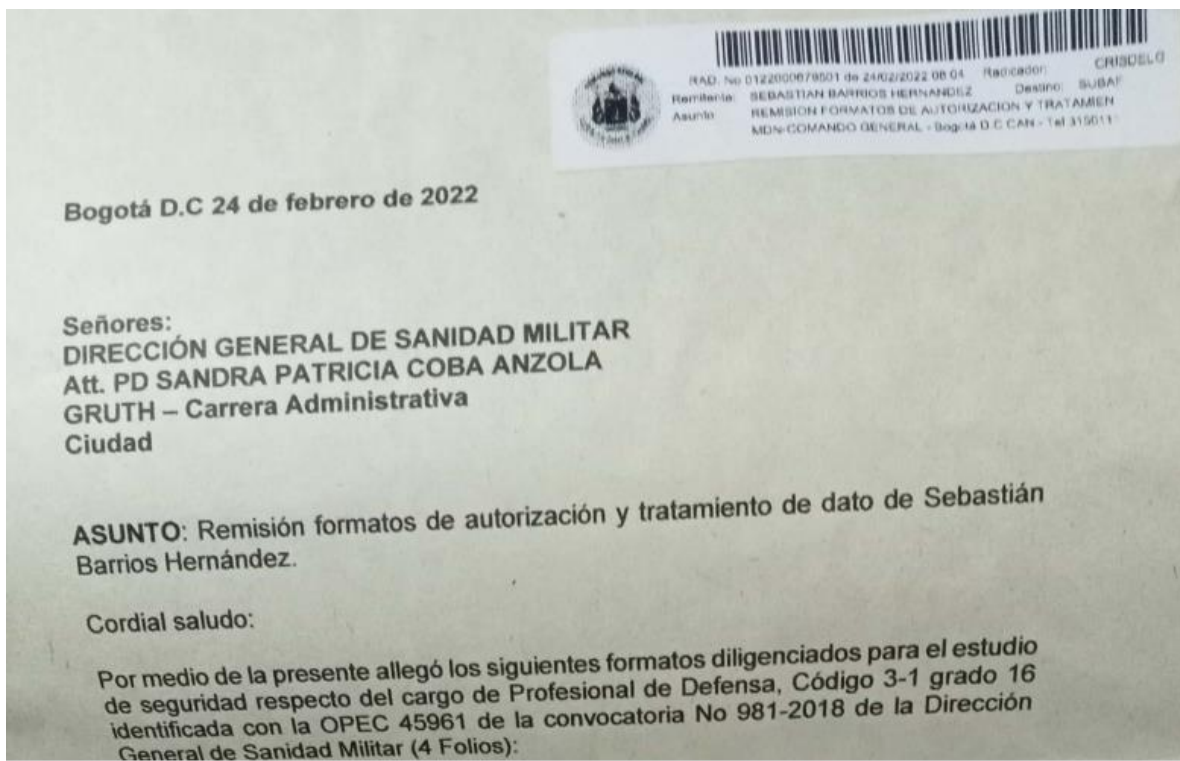 RAD. No 0122000679501 de 24/02/2022 08:04 Radicador: CRISDELG
Remitente: SEBASTIAN BARRIOS HERNANDEZ Destino: SUBAF
Asunto: REMISION FORMATOS DE AUTORIZACION Y TRATAMIEN
MDN-COMANDO GENERAL - Bogotá D.C CAN - Tel 315011
Bogotá D.C 24 de febrero de 2022
Señores:
DIRECCIÓN GENERAL DE SANIDAD MILITAR
Att. PD SANDRA PATRICIA COBA ANZOLA
GRUTH – Carrera Administrativa
Ciudad
ASUNTO: Remisión formatos de autorización y tratamiento de dato de Sebastián
Barrios Hernández.
Cordial saludo:
Por medio de la presente allegó los siguientes formatos diligenciados para el estudio
de seguridad respecto del cargo de Profesional de Defensa, Código 3-1 grado 16
identificada con la OPEC 45961 de la convocatoria No 981-2018 de la Dirección
General de Sanidad Militar (4 Folios):